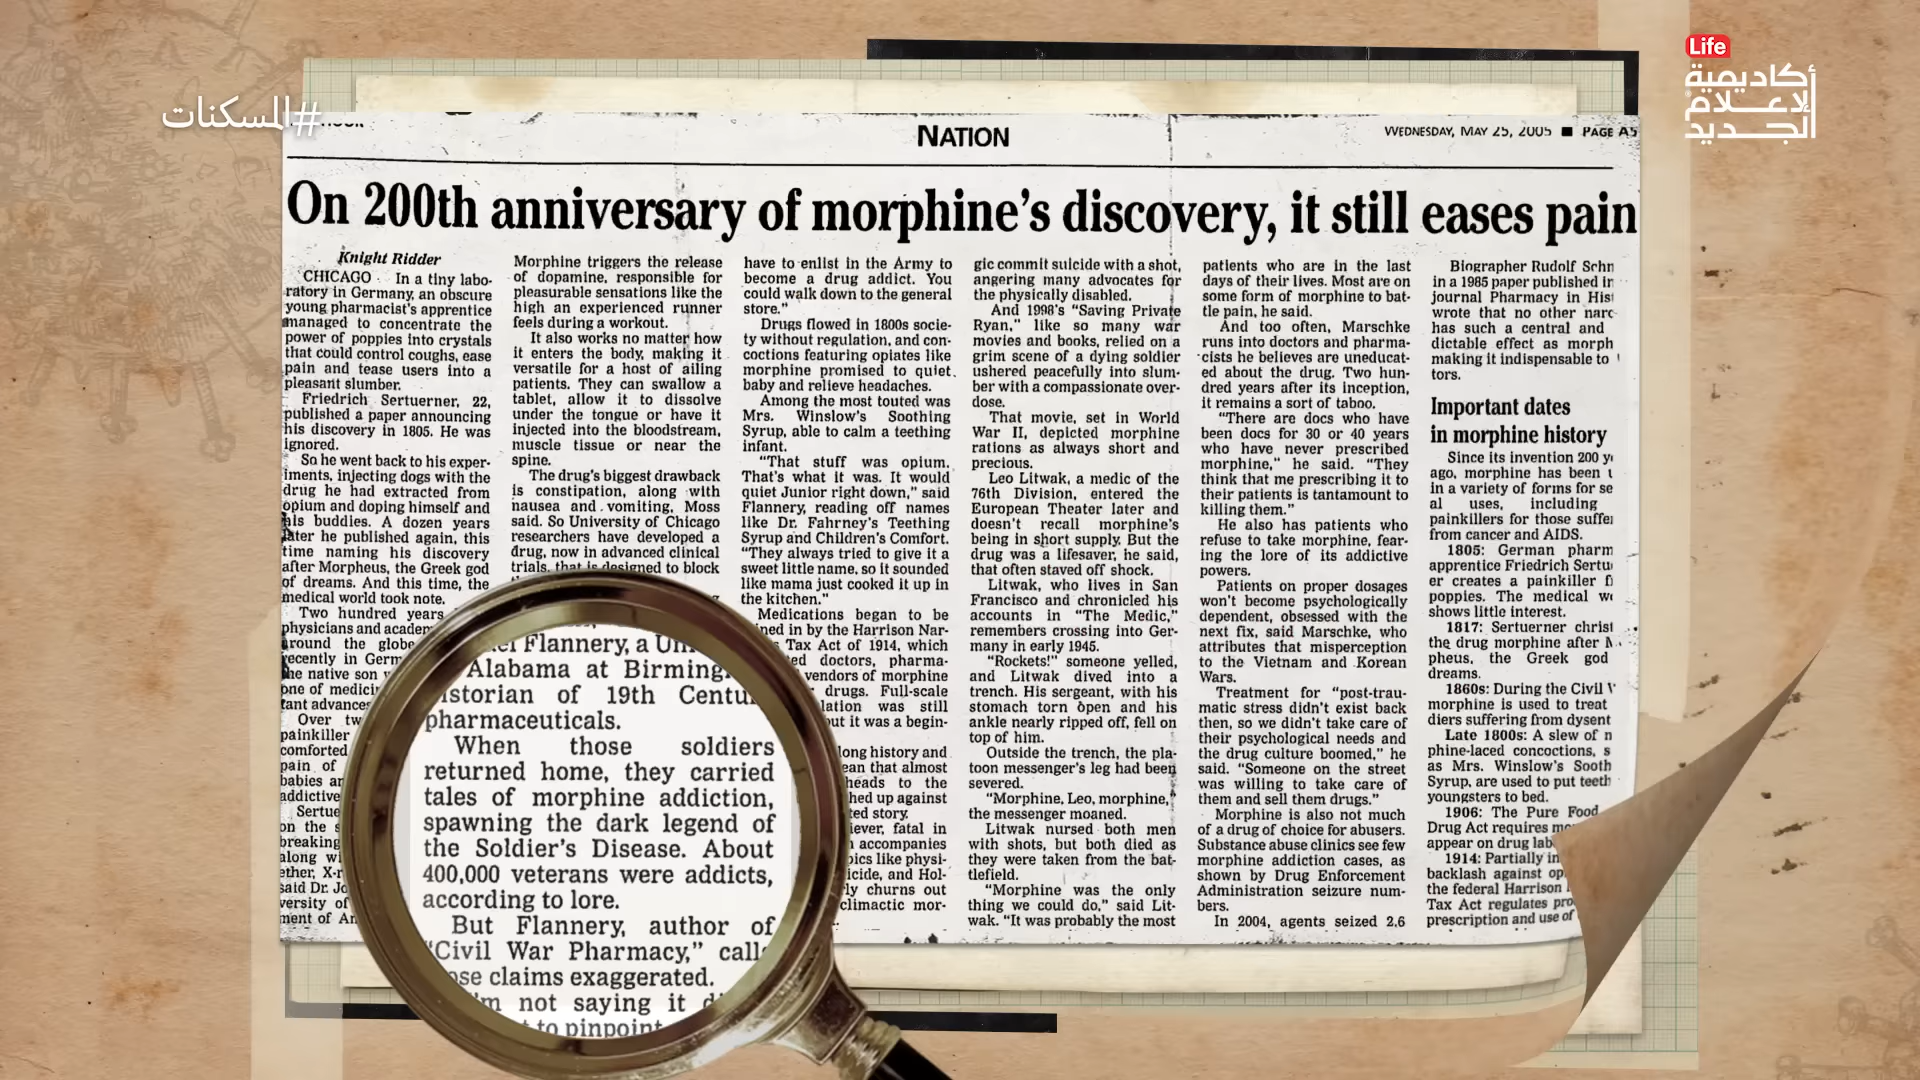 Life
أكاديمية
الإعلام
الجديد
#المسكنات
NATION
WEDNESDAY, MAY 25, 2005 ■ PAGE A5
On 200th anniversary of morphine's discovery, it still eases pain
Knight Ridder
CHICAGO In a tiny labo-
ratory in Germany, an obscure
young pharmacist's apprentice
managed to concentrate the
power of poppies into crystals
that could control coughs, ease
pain and tease users into a
pleasant slumber.
Friedrich Sertuerner, 22,
published a paper announcing
his discovery in 1805. He was
ignored.
So he went back to his exper-
iments, injecting dogs with the
drug he had extracted from
opium and doping himself and
his buddies. A dozen years
later he published again, this
time naming his discovery
after Morpheus, the Greek god
of dreams. And this time, the
medical world took note.
Two hundred years
physicians and academ
around the globe
recently in Germ
the native son
one of medici
tant advances
Over tw
painkiller
comforted
pain of
babies an
addictive
Sertue
on the s
breaking
along wi
ether, X-r
said Dr. Jo
versity of
ment of An
Morphine triggers the release
of dopamine, responsible for
pleasurable sensations like the
high an experienced runner
feels during a workout.
It also works no matter how
it enters the body, making it
versatile for a host of ailing
patients. They can swallow a
tablet, allow it to dissolve
under the tongue or have it
injected into the bloodstream,
muscle tissue or near the
spine.
The drug's biggest drawback
is constipation, along with
nausea and vomiting, Moss
said. So University of Chicago
researchers have developed a
drug, now in advanced clinical
trials, that is designed to block
Flannery, a Un
Alabama at Birming
istorian of 19th Centu
pharmaceuticals.
When those soldiers
returned home, they carried
tales of morphine addiction,
spawning the dark legend of
the Soldier's Disease. About
400,000 veterans were addicts,
according to lore.
But Flannery, author of
"Civil War Pharmacy," call
ose claims exaggerated.
I'm not saying it di
to pinpoint
have to enlist in the Army to
become a drug addict. You
could walk down to the general
store."
Drugs flowed in 1800s socie-
ty without regulation, and con-
coctions featuring opiates like
morphine promised to quiet
baby and relieve headaches.
Among the most touted was
Mrs. Winslow's Soothing
Syrup, able to calm a teething
infant.
"That stuff was opium.
That's what it was. It would
quiet Junior right down," said
Flannery, reading off names
like Dr. Fahrney's Teething
Syrup and Children's Comfort.
"They always tried to give it a
sweet little name, so it sounded
like mama just cooked it up in
the kitchen."
Medications began to be
ined in by the Harrison Nar-
Tax Act of 1914, which
ed doctors, pharma-
vendors of morphine
drugs. Full-scale
lation was still
out it was a begin-
long history and
ean that almost
heads to the
hed up against
ted story.
iever, fatal in
accompanies
pics like physi-
icide, and Hol-
ly churns out
climactic mor-
gic commit suicide with a shot,
angering many advocates for
the physically disabled.
And 1998's "Saving Private
Ryan," like so many war
movies and books, relied on a
grim scene of a dying soldier
ushered peacefully into slum-
ber with a compassionate over-
dose.
That movie, set in World
War II, depicted morphine
rations as always short and
precious.
Leo Litwak, a medic of the
76th Division, entered the
European Theater later and
doesn't recall morphine's
being in short supply. But the
drug was a lifesaver, he said,
that often staved off shock.
Litwak, who lives in San
Francisco and chronicled his
accounts in "The Medic,"
remembers crossing into Ger-
many in early 1945.
"Rockets!" someone yelled,
and Litwak dived into a
trench. His sergeant, with his
stomach torn open and his
ankle nearly ripped off, fell on
top of him.
Outside the trench, the pla-
toon messenger's leg had been
severed.
"Morphine, Leo, morphine,"
the messenger moaned.
Litwak nursed both men
with shots, but both died as
they were taken from the bat-
tlefield.
"Morphine was the only
thing we could do," said Lit-
wak. "It was probably the most
patients who are in the last
days of their lives. Most are on
some form of morphine to bat-
tle pain, he said.
And too often, Marschke
runs into doctors and pharma-
cists he believes are uneducat-
ed about the drug. Two hun-
dred years after its inception,
it remains a sort of taboo.
"There are docs who have
been docs for 30 or 40 years
who have never prescribed
morphine," he said. "They
think that me prescribing it to
their patients is tantamount to
killing them."
He also has patients who
refuse to take morphine, fear-
ing the lore of its addictive
powers.
Patients on proper dosages
won't become psychologically
dependent, obsessed with the
next fix, said Marschke, who
attributes that misperception
to the Vietnam and Korean
Wars.
Treatment for "post-trau-
matic stress didn't exist back
then, so we didn't take care of
their psychological needs and
the drug culture boomed," he
said. "Someone on the street
was willing to take care of
them and sell them drugs."
Morphine is also not much
of a drug of choice for abusers.
Substance abuse clinics see few
morphine addiction cases, as
shown by Drug Enforcement
Administration seizure num-
bers.
In 2004, agents seized 2.6
Biographer Rudolf Schm
in a 1985 paper published in
journal Pharmacy in Hist
wrote that no other narc
has such a central and
dictable effect as morph
making it indispensable to
tors.
Important dates
in morphine history
Since its invention 200 y
ago, morphine has been u
in a variety of forms for se
al uses, including
painkillers for those suffer
from cancer and AIDS.
1805: German pharm
apprentice Friedrich Sertu
er creates a painkiller f
poppies. The medical wo
shows little interest.
1817: Sertuerner christ
the drug morphine after M
pheus, the Greek god
dreams.
1860s: During the Civil
morphine is used to treat
diers suffering from dysent
Late 1800s: A slew of m
phine-laced concoctions, s
as Mrs. Winslow's Sooth
Syrup, are used to put teeth
youngsters to bed.
1906: The Pure Food
Drug Act requires mo
appear on drug lab
1914: Partially in
backlash against op
the federal Harrison
Tax Act regulates pro
prescription and use of